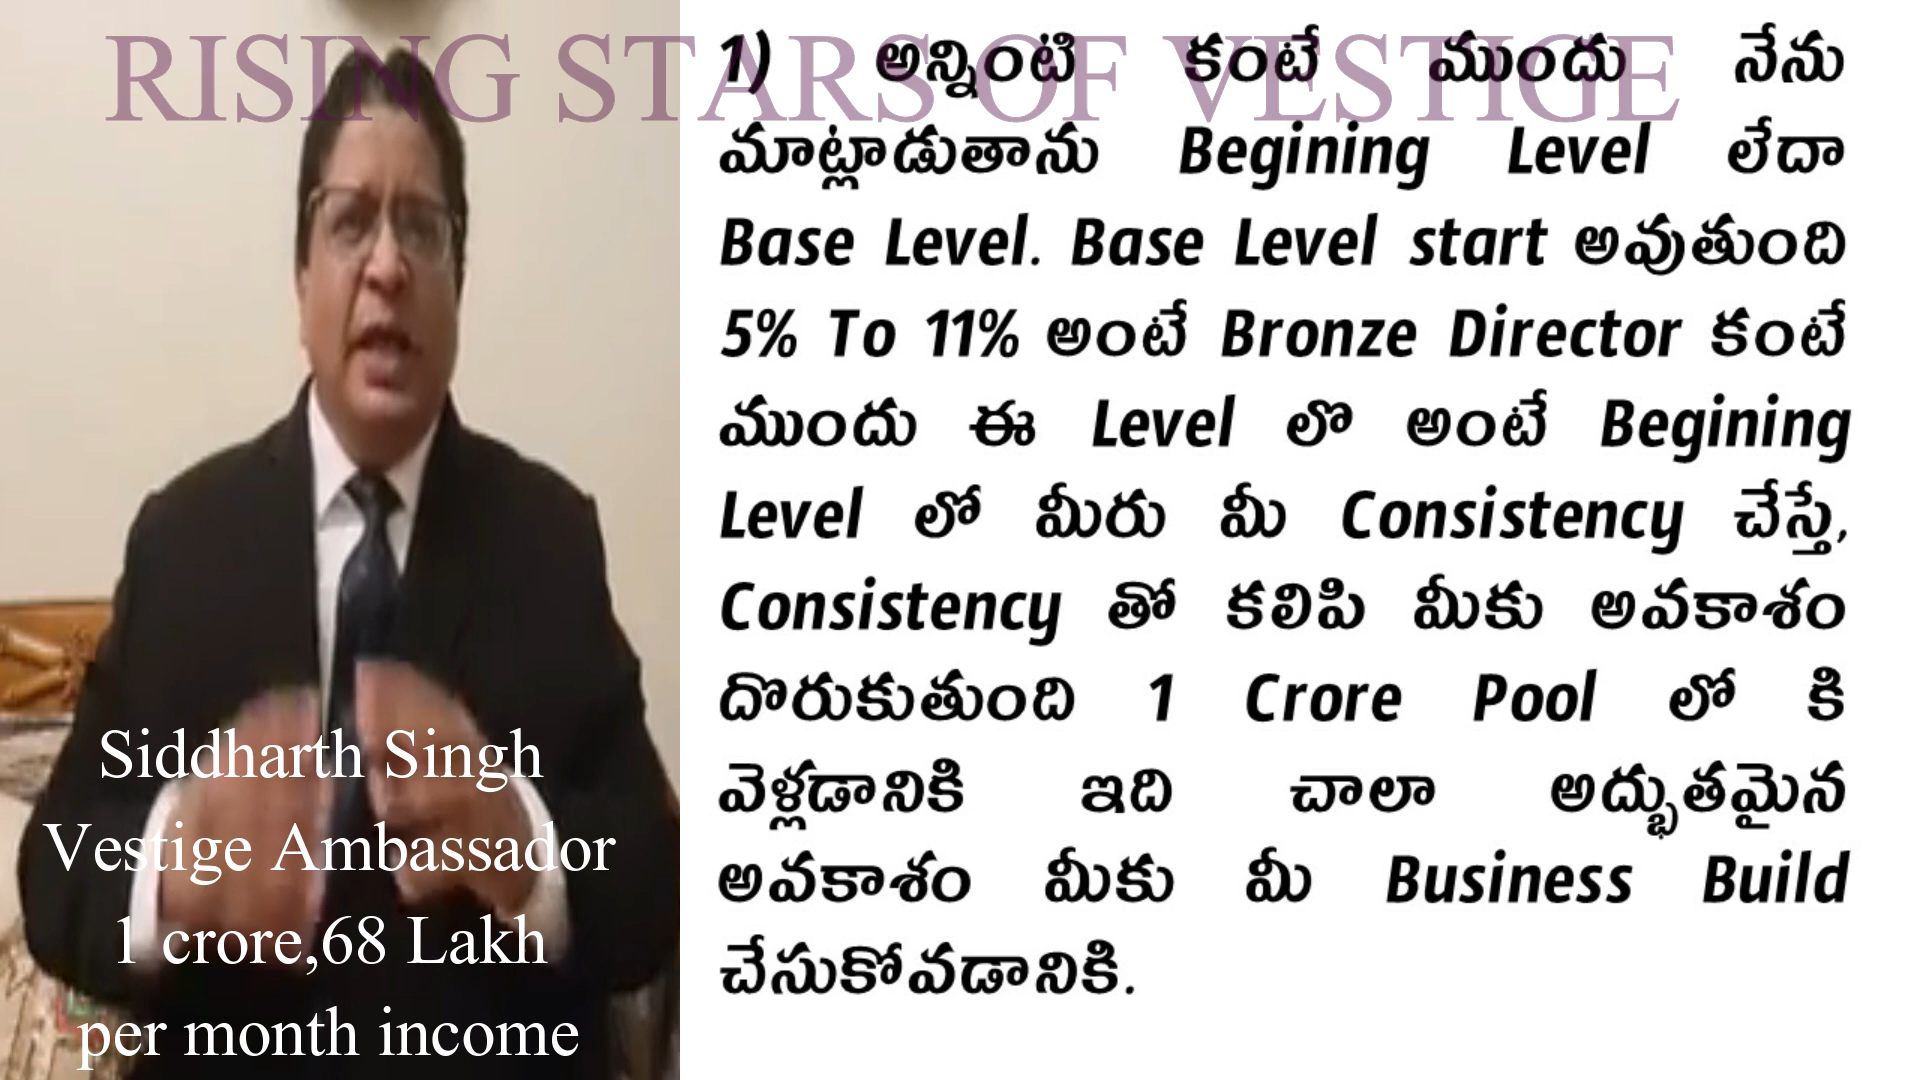 RISING STARS OF VESTIGE
1) అన్నింటి కంటే ముందు నేను
మాట్లాడుతాను Begining Level లేదా
Base Level. Base Level start అవుతుంది
5% To 11% అంటే Bronze Director కంటే
ముందు ఈ Level లొ అంటే Begining
Level లో మీరు మీ Consistency చేస్తే,
Consistency తో కలిపి మీకు అవకాశం
దొరుకుతుంది 1 Crore Pool లో కి
వెళ్లడానికి ఇది చాలా అద్భుతమైన
అవకాశం మీకు మీ Business Build
చేసుకోవడానికి.
Siddharth Singh
Vestige Ambassador
1 crore,68 Lakh
per month income